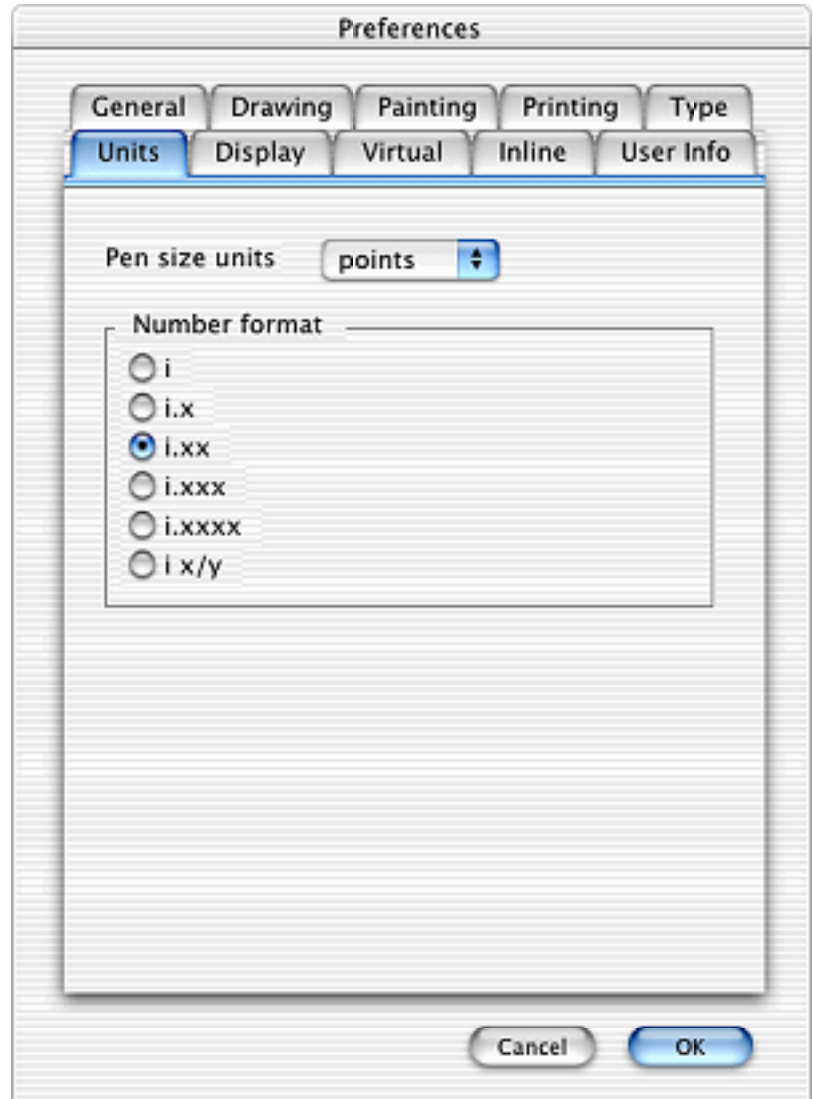 Preferences
General Drawing Painting Printing Type
Units Display Virtual Inline User Info
Pen size units points
Number format
i
i.x
i.xx
i.xxx
i.xxxx
i x/y
Cancel OK